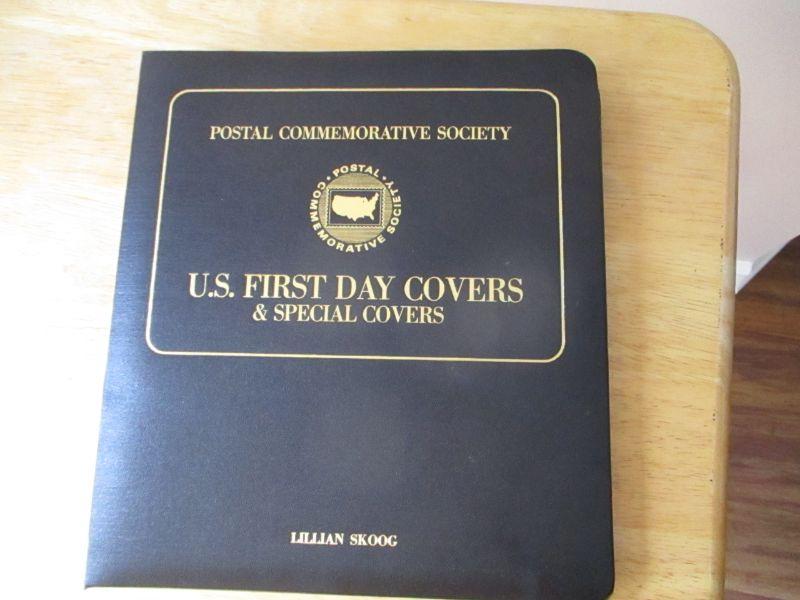 POSTAL COMMEMORATIVE SOCIETY
• POSTAL •
COMMEMORATIVE SOCIETY
U.S. FIRST DAY COVERS
& SPECIAL COVERS
LILLIAN SKOOG